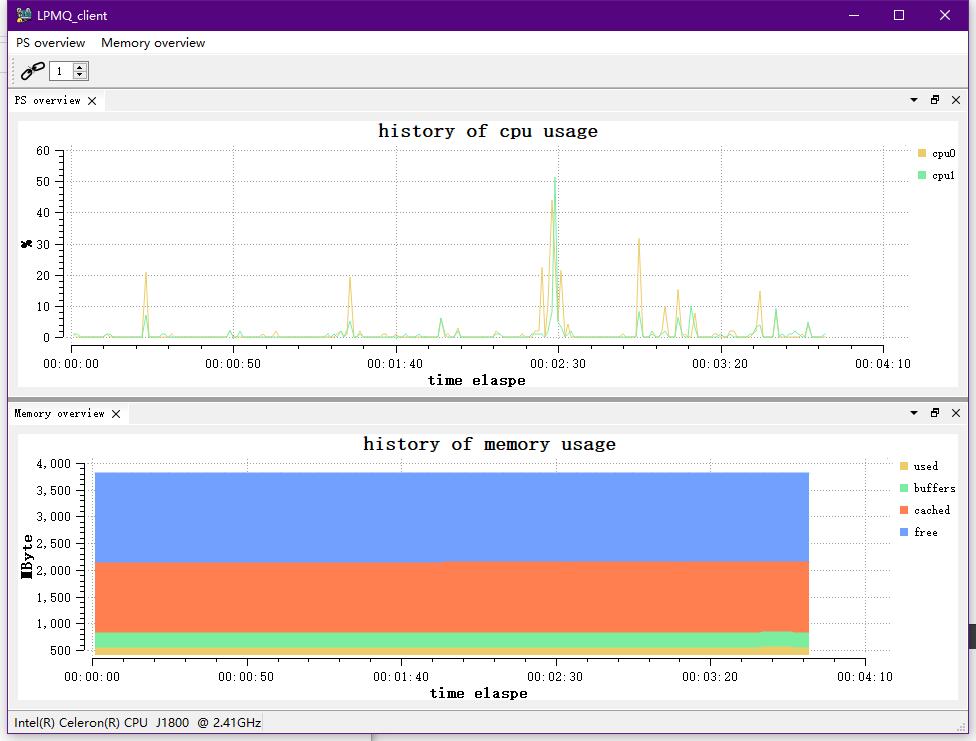 LPMQ_client
PS overview Memory overview
1
PS overview
history of cpu usage
60
50
40
30
20
10
0
%
cpu0
cpu1
00:00:00 00:00:50 00:01:40 00:02:30 00:03:20 00:04:10
time elaspe
Memory overview
history of memory usage
4,000
3,500
3,000
2,500
2,000
1,500
1,000
500
MByte
used
buffers
cached
free
00:00:00 00:00:50 00:01:40 00:02:30 00:03:20 00:04:10
time elaspe
Intel(R) Celeron(R) CPU J1800 @ 2.41GHz